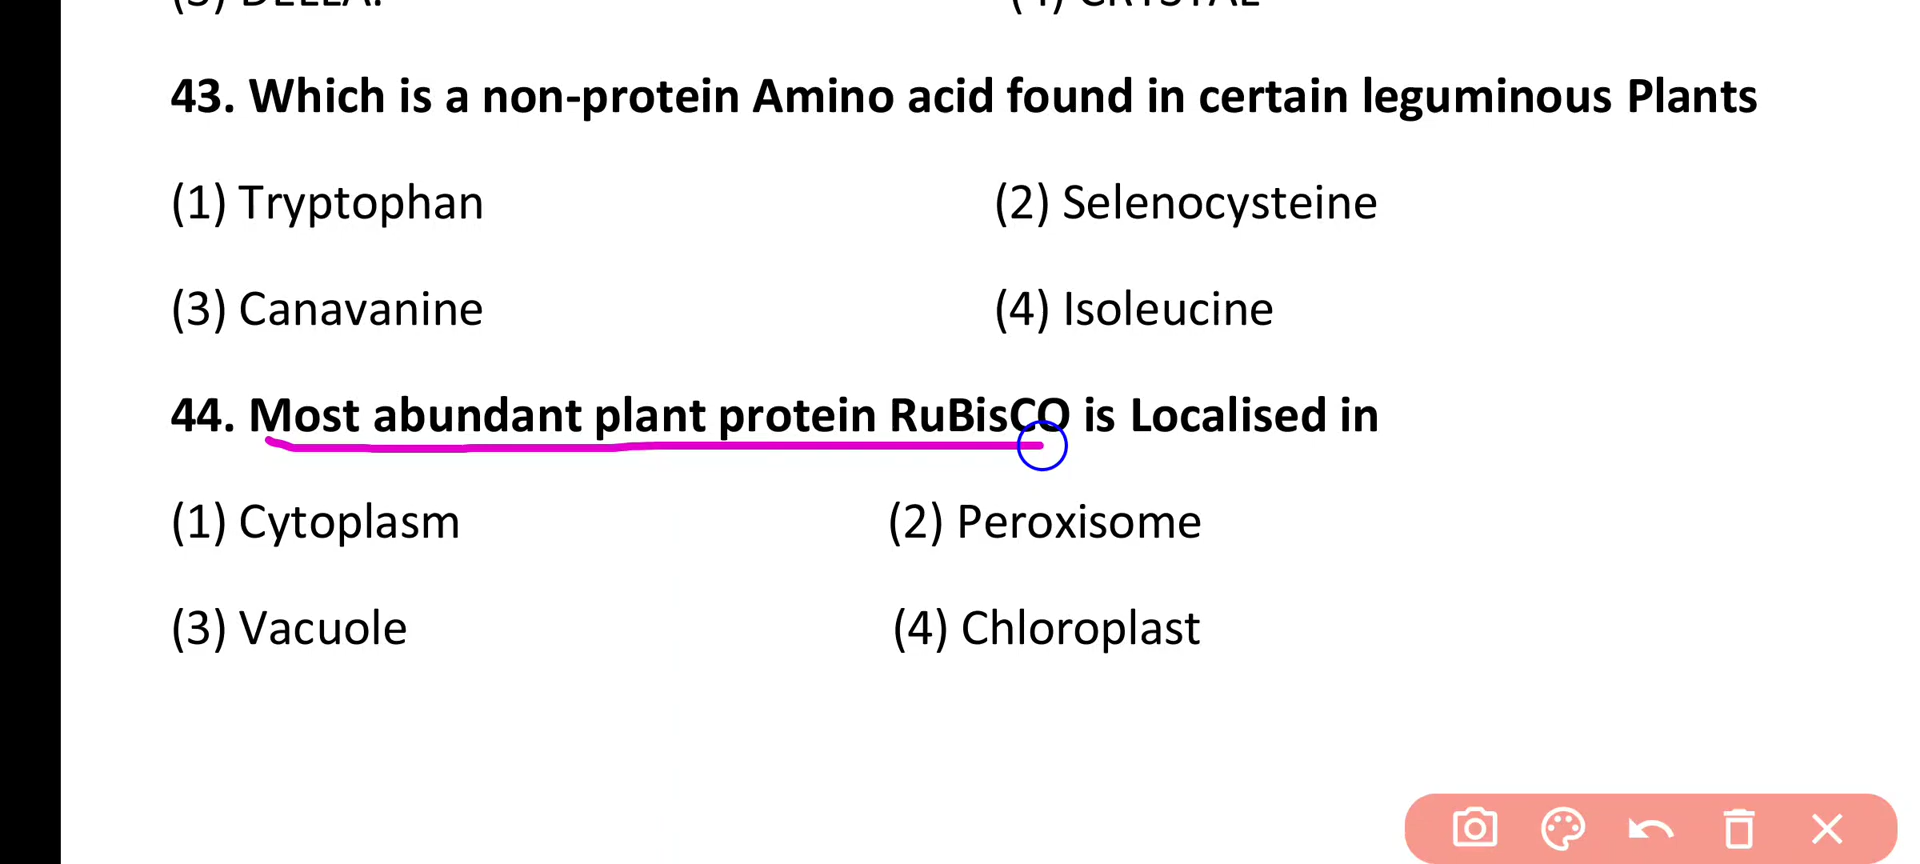 43. Which is a non-protein Amino acid found in certain leguminous Plants
(1) Tryptophan (2) Selenocysteine
(3) Canavanine (4) Isoleucine
44. Most abundant plant protein RuBisCO is Localised in
(1) Cytoplasm (2) Peroxisome
(3) Vacuole (4) Chloroplast